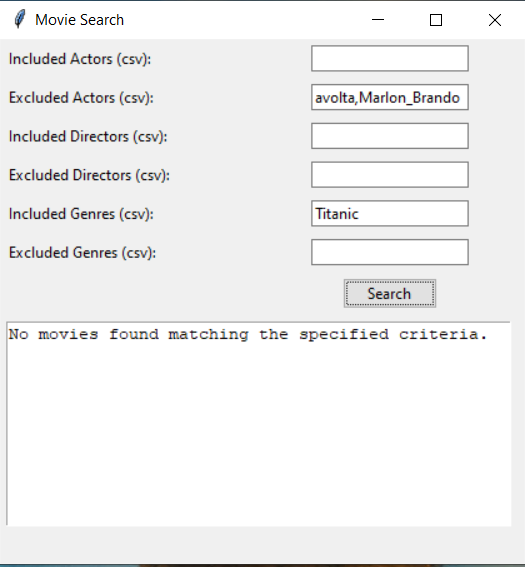 Movie Search
Included Actors (csv):
Excluded Actors (csv): avolta,Marlon_Brando
Included Directors (csv):
Excluded Directors (csv):
Included Genres (csv): Titanic
Excluded Genres (csv):
Search
No movies found matching the specified criteria.